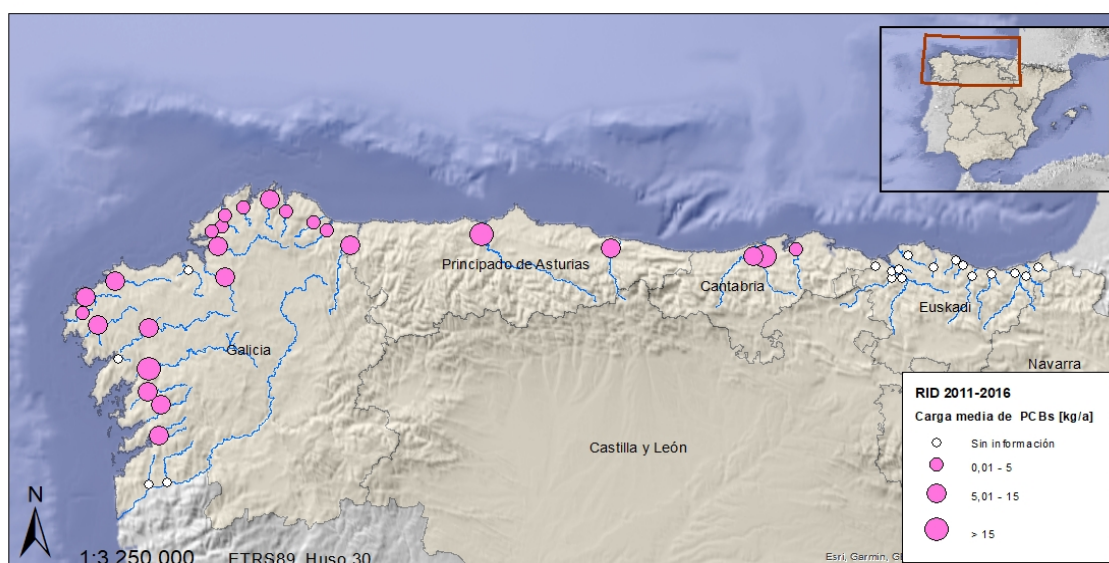 Principado de Asturias
Cantabria
Euskadi
Galicia
Navarra
Castilla y León
RID 2011-2016
Carga media de PCBs [kg/a]
Sin información
0,01 - 5
5,01 - 15
> 15
N
1:3 250 000
ETRS89 Huso 30
Esri, Garmin,